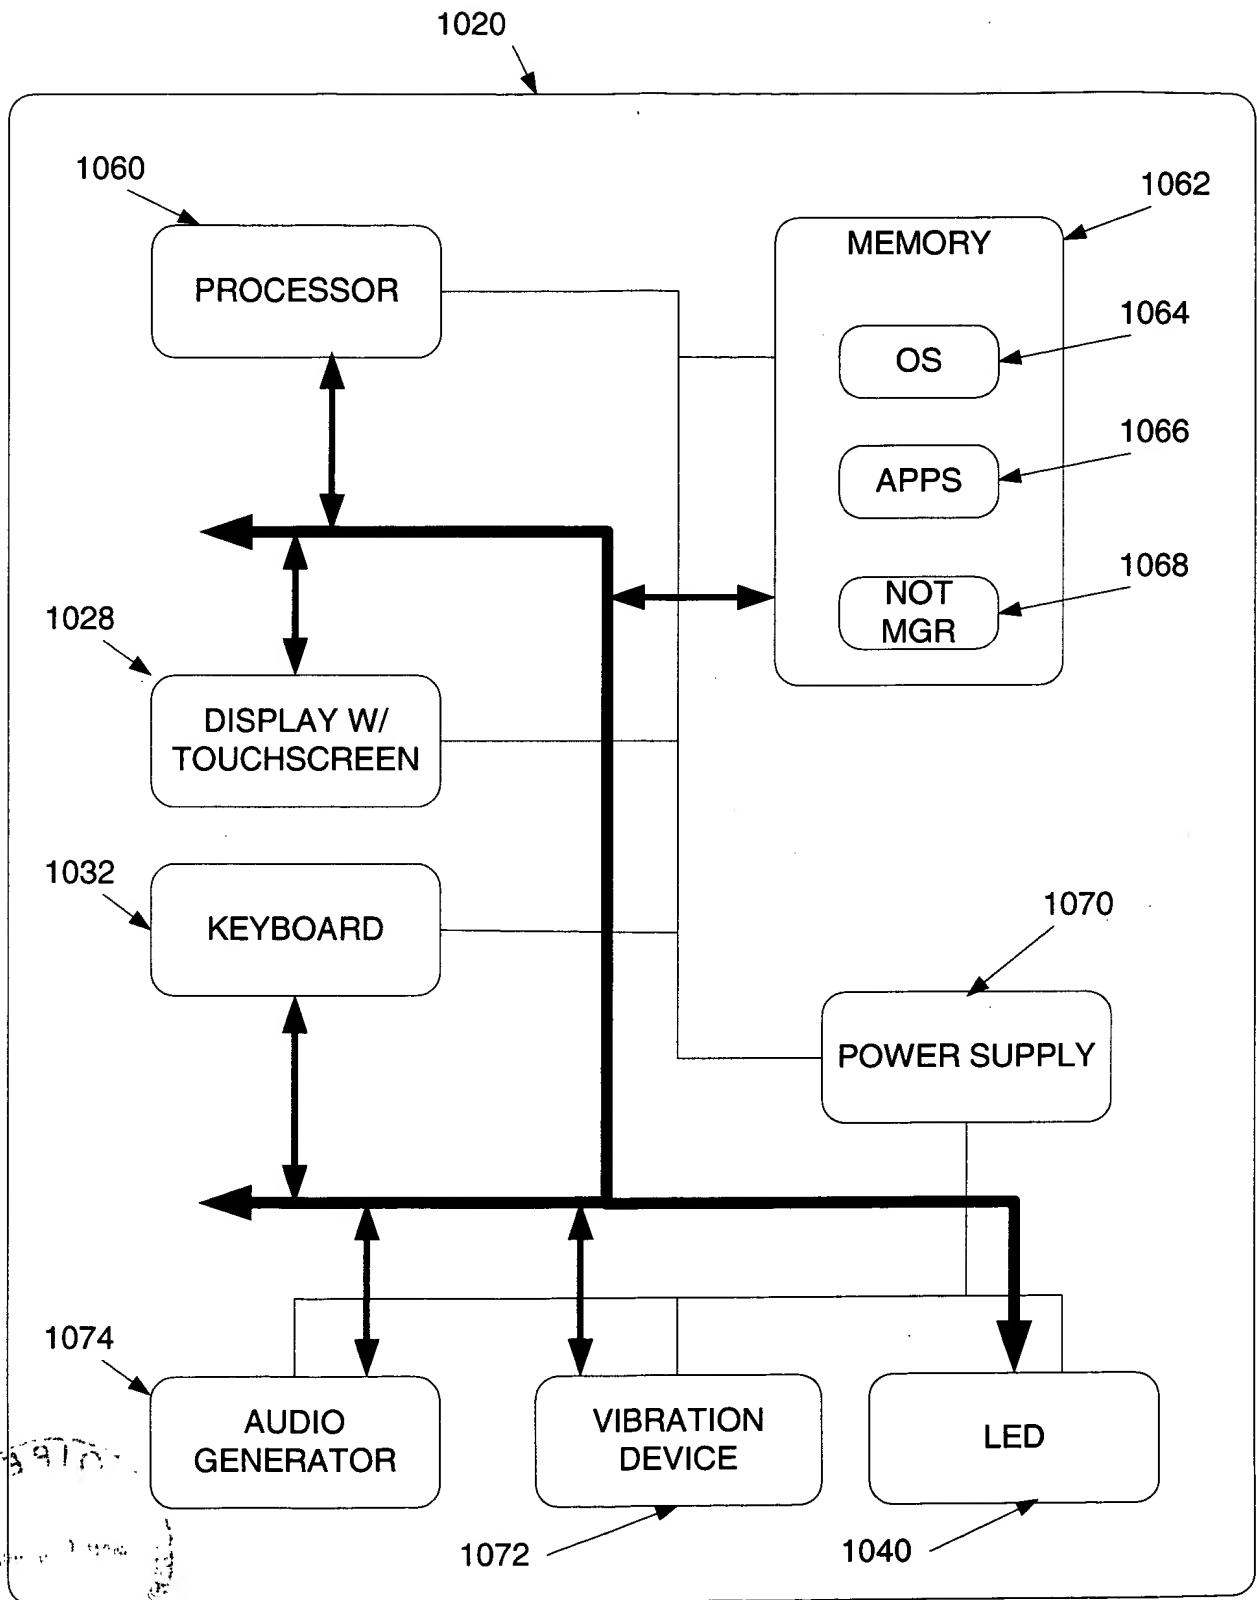 1020
1060
PROCESSOR
1062
MEMORY
1064
OS
1066
APPS
1068
NOT
MGR
1028
DISPLAY W/
TOUCHSCREEN
1032
KEYBOARD
1070
POWER SUPPLY
1074
AUDIO
GENERATOR
VIBRATION
DEVICE
LED
1072
1040